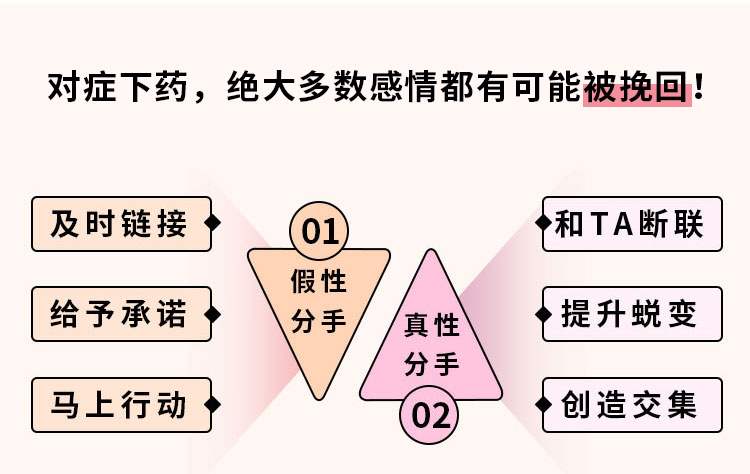 对症下药，绝大多数感情都有可能被挽回！
及时链接
给予承诺
马上行动
01
假性
分手
真性
分手
02
和TA断联
提升蜕变
创造交集